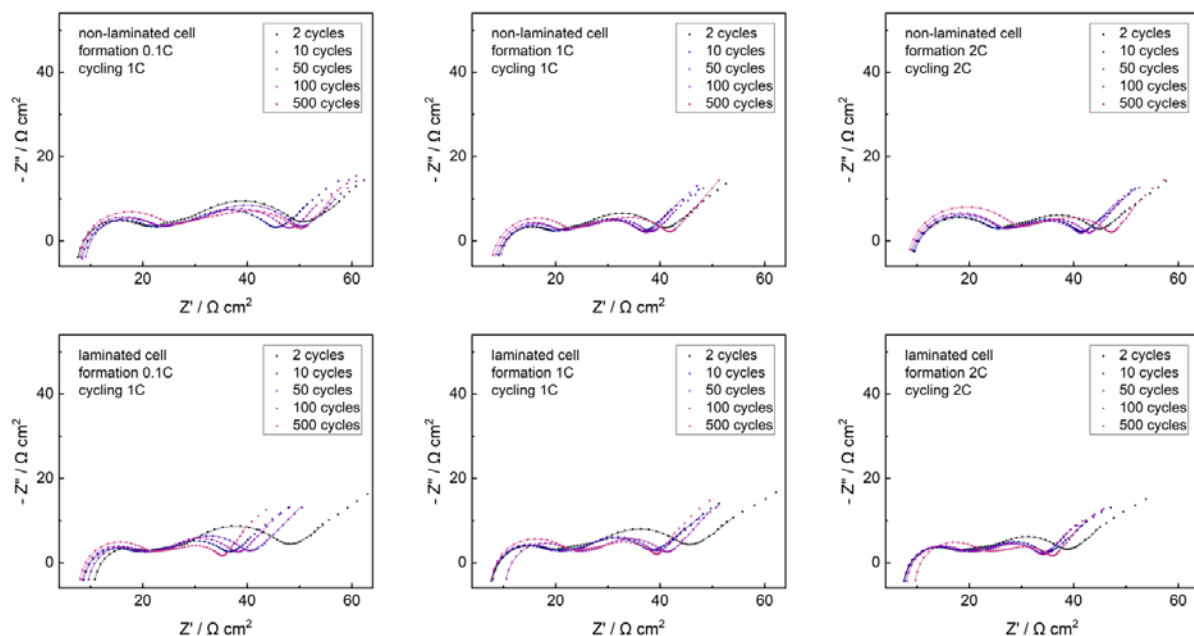 non-laminated cell
formation 0.1C
cycling 1C
2 cycles
10 cycles
50 cycles
100 cycles
500 cycles
40
20
0
- Z'' / Ω cm²
20
40
60
Z' / Ω cm²
non-laminated cell
formation 1C
cycling 1C
2 cycles
10 cycles
50 cycles
100 cycles
500 cycles
40
20
0
- Z'' / Ω cm²
20
40
60
Z' / Ω cm²
non-laminated cell
formation 2C
cycling 2C
2 cycles
10 cycles
50 cycles
100 cycles
500 cycles
40
20
0
- Z'' / Ω cm²
20
40
60
Z' / Ω cm²
laminated cell
formation 0.1C
cycling 1C
2 cycles
10 cycles
50 cycles
100 cycles
500 cycles
40
20
0
- Z'' / Ω cm²
20
40
60
Z' / Ω cm²
laminated cell
formation 1C
cycling 1C
2 cycles
10 cycles
50 cycles
100 cycles
500 cycles
40
20
0
- Z'' / Ω cm²
20
40
60
Z' / Ω cm²
laminated cell
formation 2C
cycling 2C
2 cycles
10 cycles
50 cycles
100 cycles
500 cycles
40
20
0
- Z'' / Ω cm²
20
40
60
Z' / Ω cm²